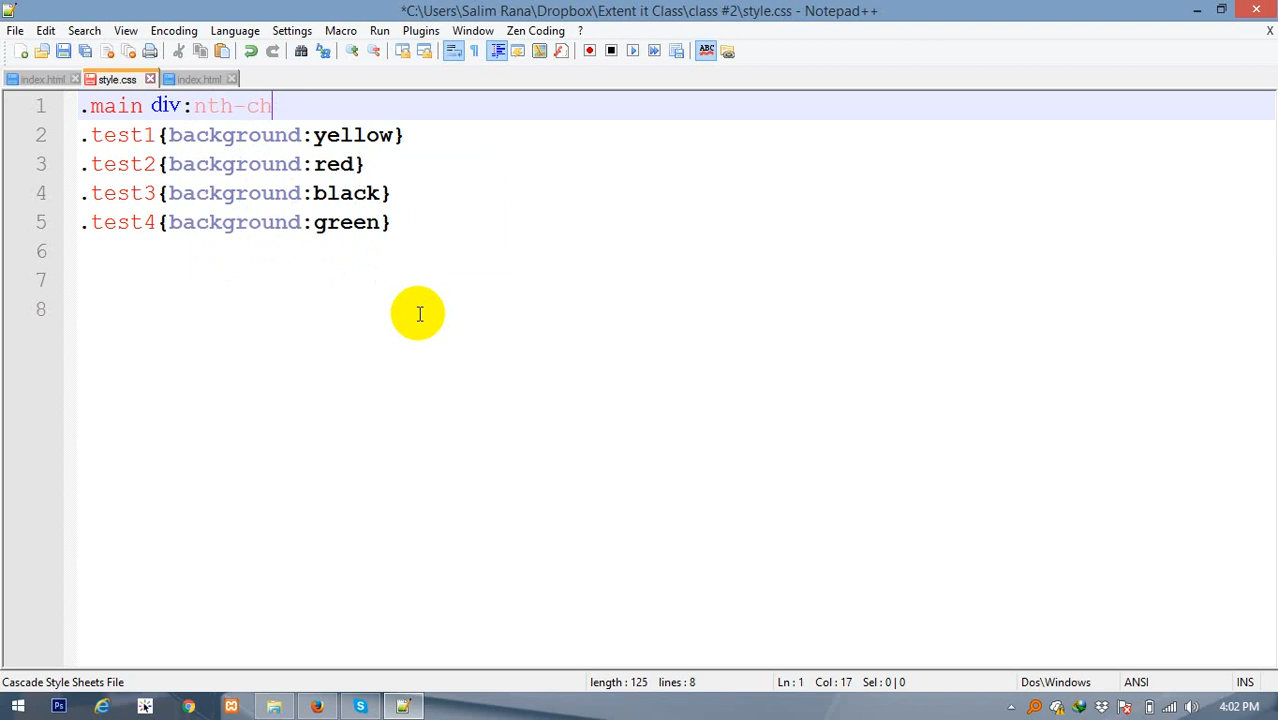 *C:\Users\Salim Rana\Dropbox\Extent it Class\class #2\style.css - Notepad++
File Edit Search View Encoding Language Settings Macro Run Plugins Window Zen Coding ? X
index.html style.css index.html
1 .main div:nth-ch
2 .test1{background:yellow}
3 .test2{background:red}
4 .test3{background:black}
5 .test4{background:green}
6
7
8
Cascade Style Sheets File length : 125 lines : 8 Ln : 1 Col : 17 Sel : 0 | 0 Dos\Windows ANSI INS
4:02 PM